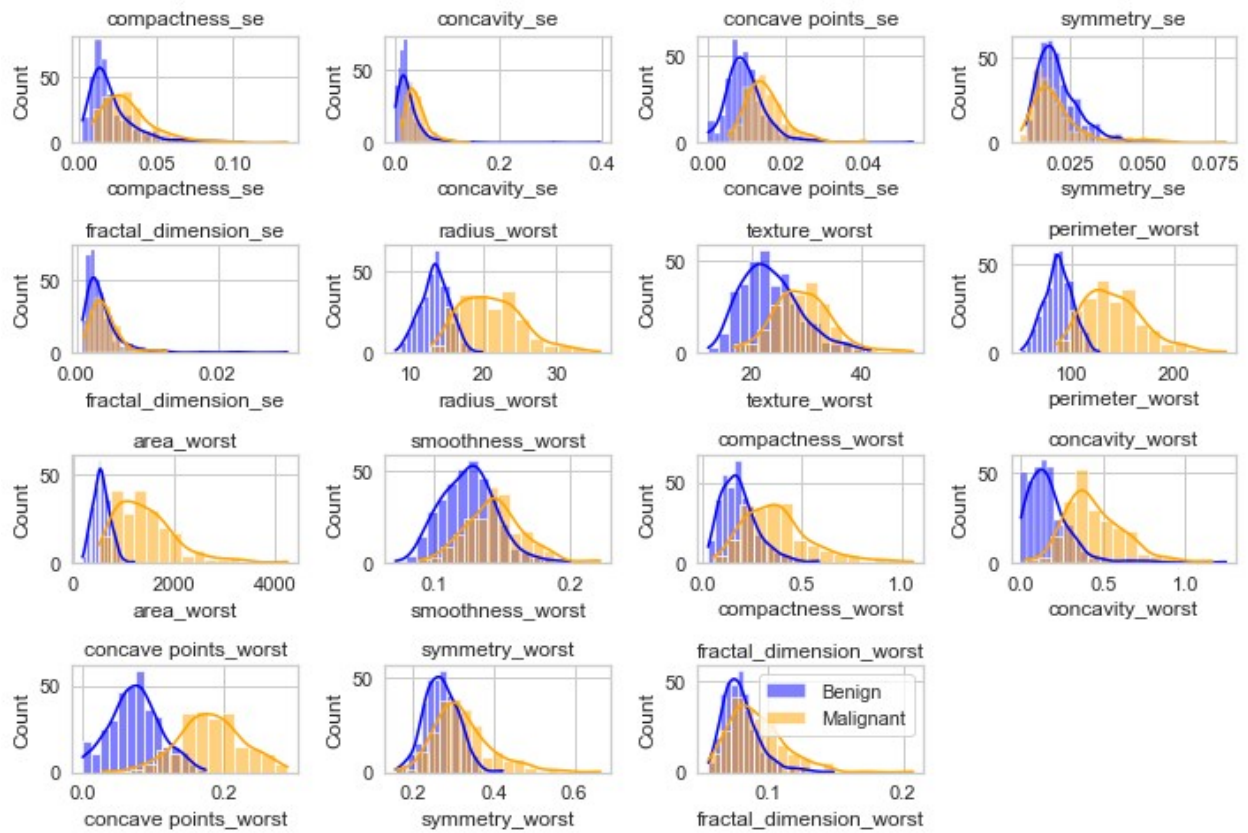 compactness_se
concavity_se
concave points_se
symmetry_se
Count
50
0
0.00
0.05
0.10
compactness_se
Count
50
0
0.0
0.2
0.4
concavity_se
Count
50
0
0.00
0.02
0.04
concave points_se
Count
50
0
0.025
0.050
0.075
symmetry_se
fractal_dimension_se
radius_worst
texture_worst
perimeter_worst
Count
50
0
0.00
0.02
fractal_dimension_se
Count
50
0
10
20
30
radius_worst
Count
50
0
20
40
texture_worst
Count
50
0
100
200
perimeter_worst
area_worst
smoothness_worst
compactness_worst
concavity_worst
Count
50
0
0
2000
4000
area_worst
Count
50
0
0.1
0.2
smoothness_worst
Count
50
0
0.0
0.5
1.0
compactness_worst
Count
50
0
0.0
0.5
1.0
concavity_worst
concave points_worst
symmetry_worst
fractal_dimension_worst
Count
50
0
0.0
0.2
concave points_worst
Count
50
0
0.2
0.4
0.6
symmetry_worst
Count
50
0
Benign
Malignant
0.1
0.2
fractal_dimension_worst